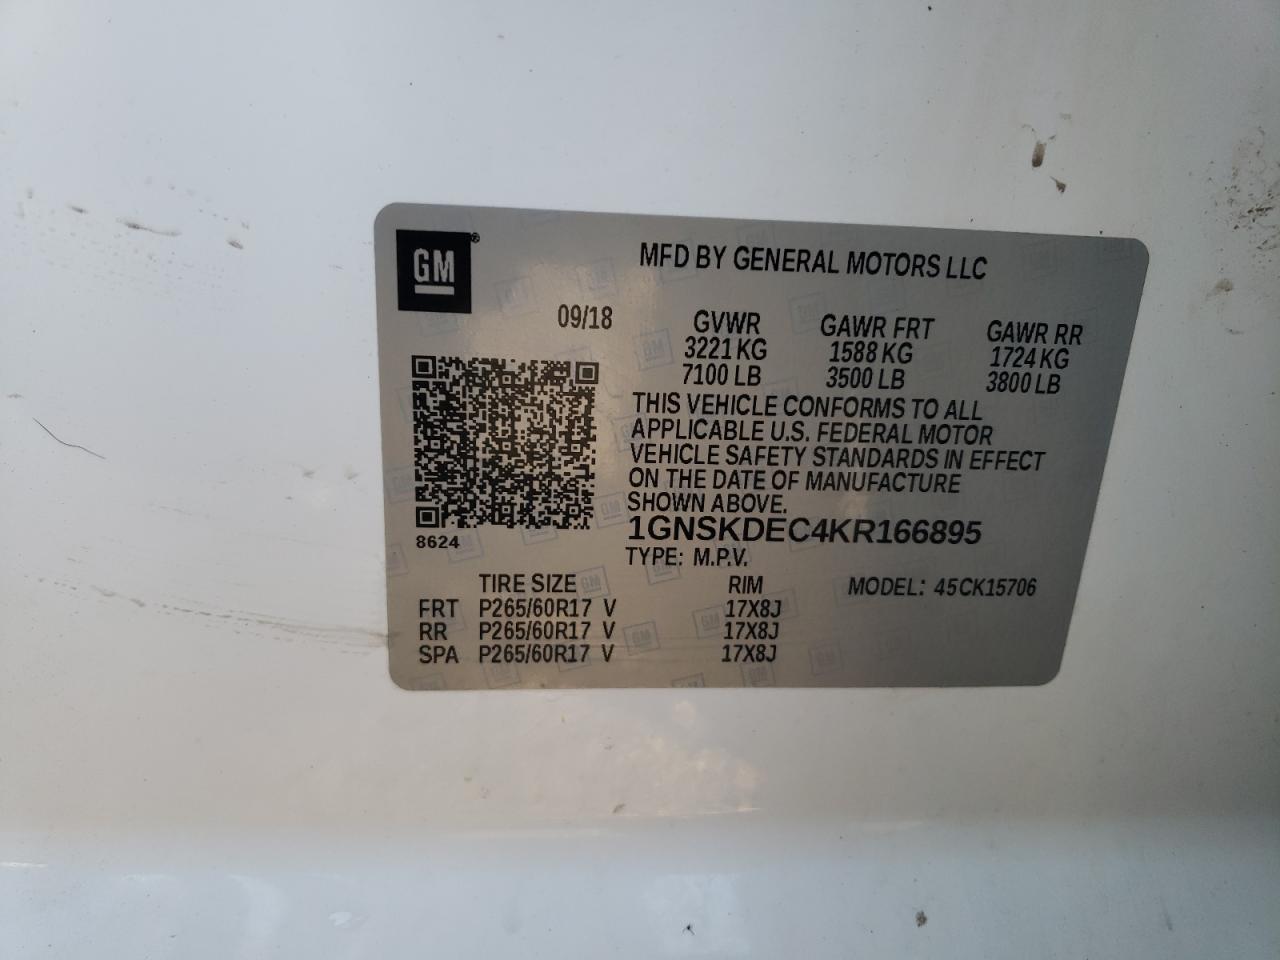 GM®
MFD BY GENERAL MOTORS LLC
09/18
GVWR GAWR FRT GAWR RR
3221 KG 1588 KG 1724 KG
7100 LB 3500 LB 3800 LB
THIS VEHICLE CONFORMS TO ALL
APPLICABLE U.S. FEDERAL MOTOR
VEHICLE SAFETY STANDARDS IN EFFECT
ON THE DATE OF MANUFACTURE
SHOWN ABOVE.
8624
1GNSKDEC4KR166895
TYPE: M.P.V.
TIRE SIZE RIM MODEL: 45CK15706
FRT P265/60R17 V 17X8J
RR P265/60R17 V 17X8J
SPA P265/60R17 V 17X8J